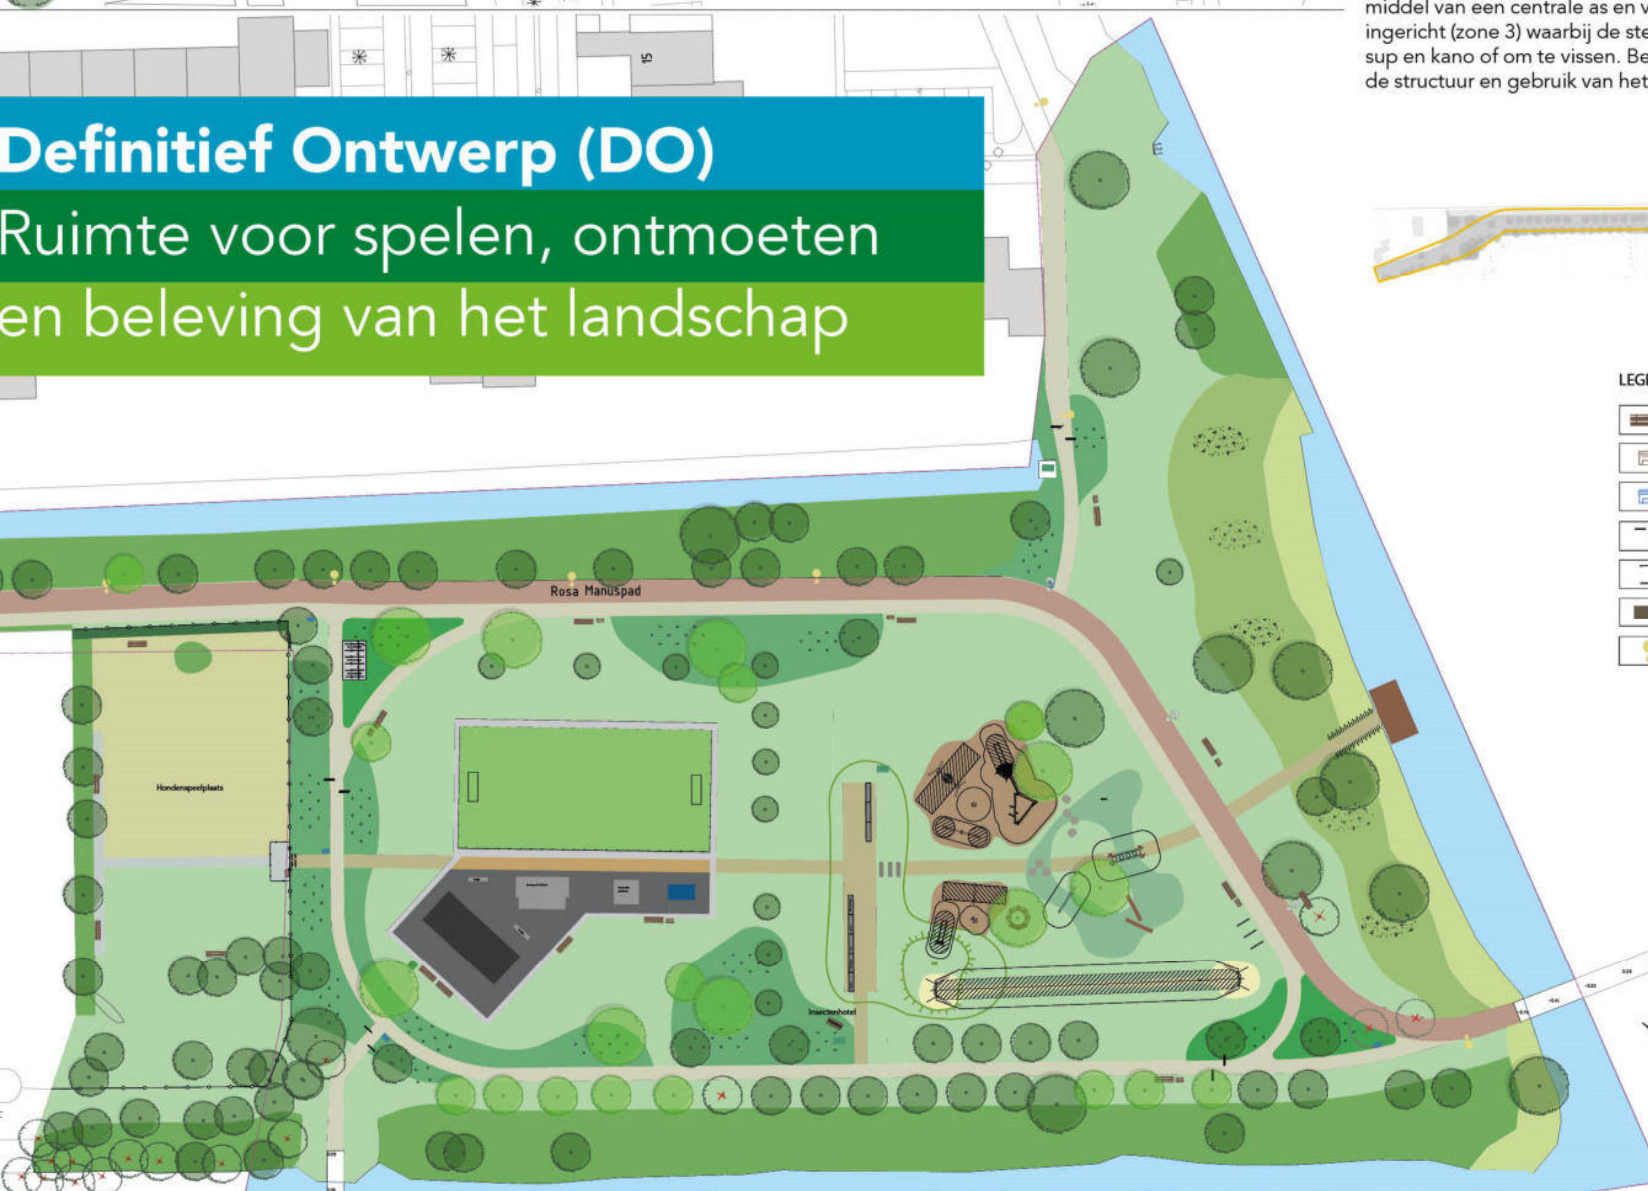 middel van een centrale as en v
ingericht (zone 3) waarbij de ste
sup en kano of om te vissen. Be
de structuur en gebruik van het
15
Definitief Ontwerp (DO)
Ruimte voor spelen, ontmoeten
en beleving van het landschap
LEGE
Rosa Manuspad
Hondenspeelplaats
Insectenhotel